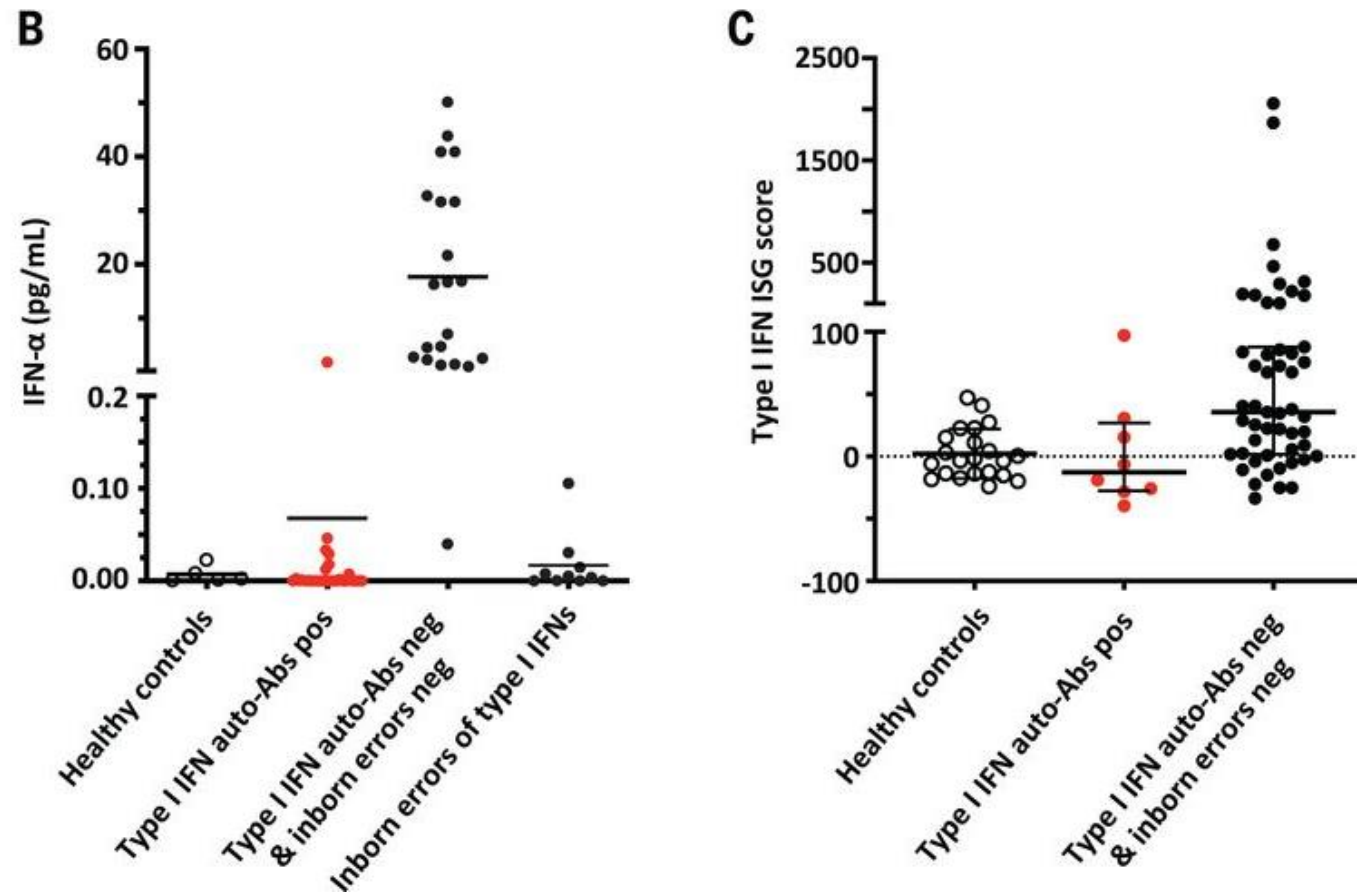 B
60
40
20
0.2
0.10
0.00
IFN-α (pg/mL)
Healthy controls
Type I IFN auto-Abs pos
Type I IFN auto-Abs neg
& inborn errors neg
Inborn errors of type I IFNs
C
2500
1500
500
100
0
-100
Type I IFN ISG score
Healthy controls
Type I IFN auto-Abs pos
Type I IFN auto-Abs neg
& inborn errors neg